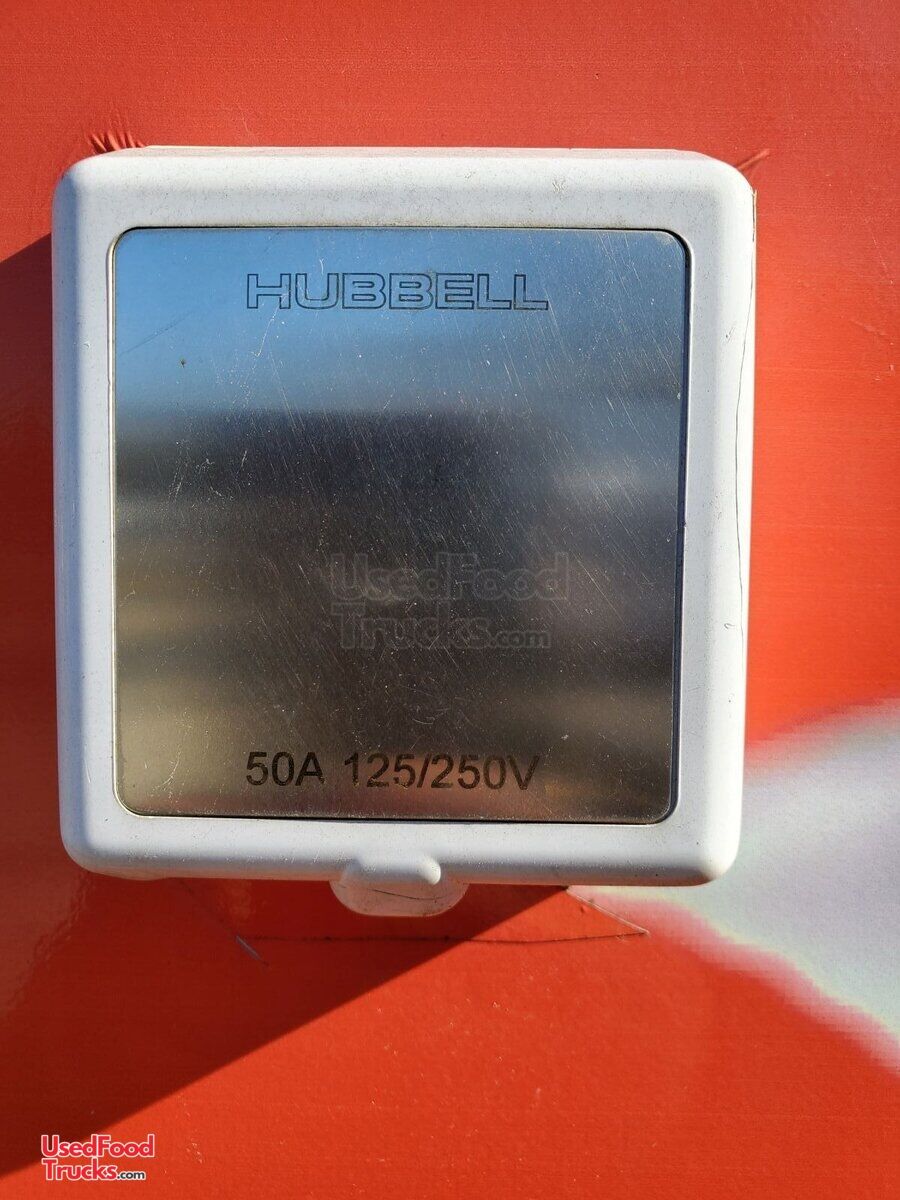 HUBBELL
UsedFood
Trucks.com
50A 125/250V
UsedFood
Trucks.com